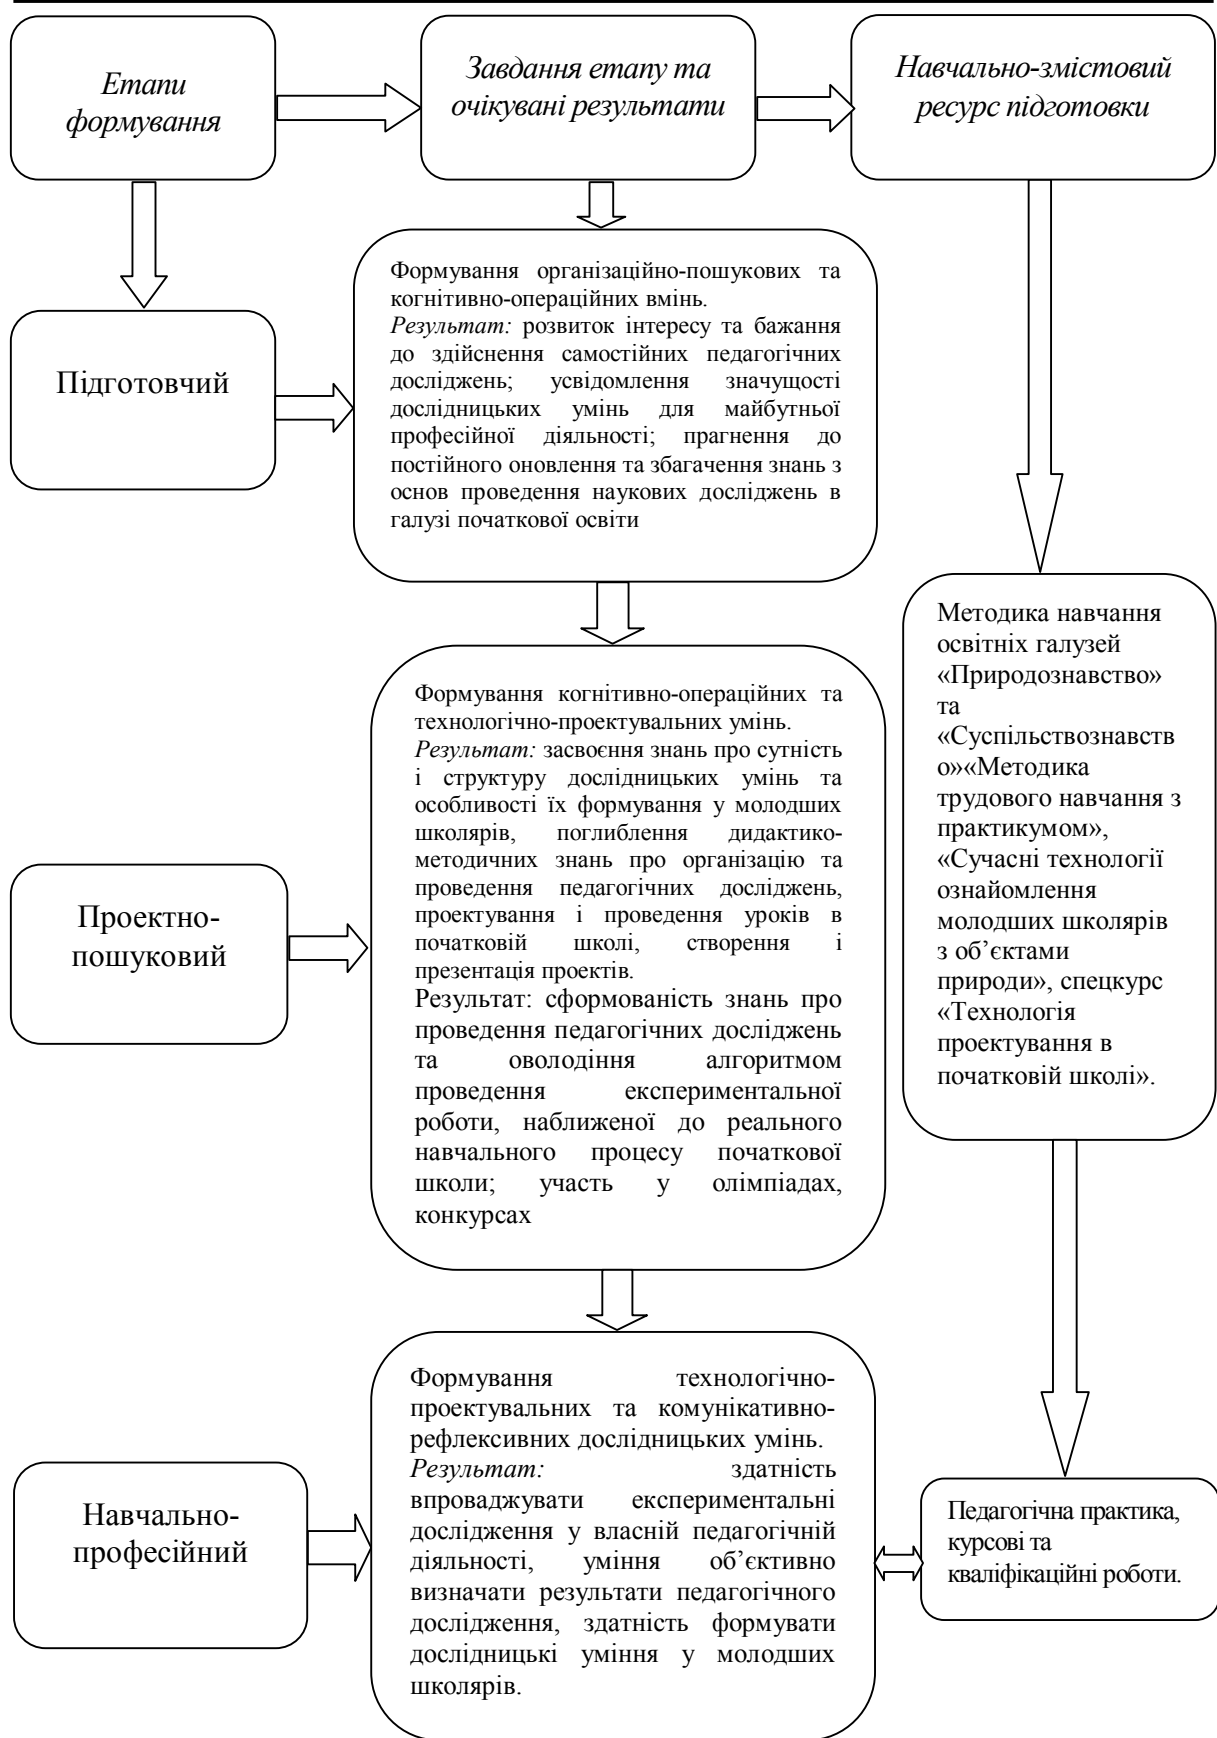 Етапи
формування
Завдання етапу та
очікувані результати
Навчально-змістовий
ресурс підготовки
Підготовчий
Формування організаційно-пошукових та
когнітивно-операційних вмінь.
Результат: розвиток інтересу та бажання
до здійснення самостійних педагогічних
досліджень; усвідомлення значущості
дослідницьких умінь для майбутньої
професійної діяльності; прагнення до
постійного оновлення та збагачення знань з
основ проведення наукових досліджень в
галузі початкової освіти
Методика навчання
освітніх галузей
«Природознавство»
та
«Суспільствознавств
о»«Методика
трудового навчання з
практикумом»,
«Сучасні технології
ознайомлення
молодших школярів
з об’єктами
природи», спецкурс
«Технологія
проектування в
початковій школі».
Проектно-
пошуковий
Формування когнітивно-операційних та
технологічно-проектувальних умінь.
Результат: засвоєння знань про сутність
і структуру дослідницьких умінь та
особливості їх формування у молодших
школярів, поглиблення дидактико-
методичних знань про організацію та
проведення педагогічних досліджень,
проектування і проведення уроків в
початковій школі, створення і
презентація проектів.
Результат: сформованість знань про
проведення педагогічних досліджень
та оволодіння алгоритмом
проведення експериментальної
роботи, наближеної до реального
навчального процесу початкової
школи; участь у олімпіадах,
конкурсах
Навчально-
професійний
Формування технологічно-
проектувальних та комунікативно-
рефлексивних дослідницьких умінь.
Результат: здатність
впроваджувати експериментальні
дослідження у власній педагогічній
діяльності, уміння об’єктивно
визначати результати педагогічного
дослідження, здатність формувати
дослідницькі уміння у молодших
школярів.
Педагогічна практика,
курсові та
кваліфікаційні роботи.